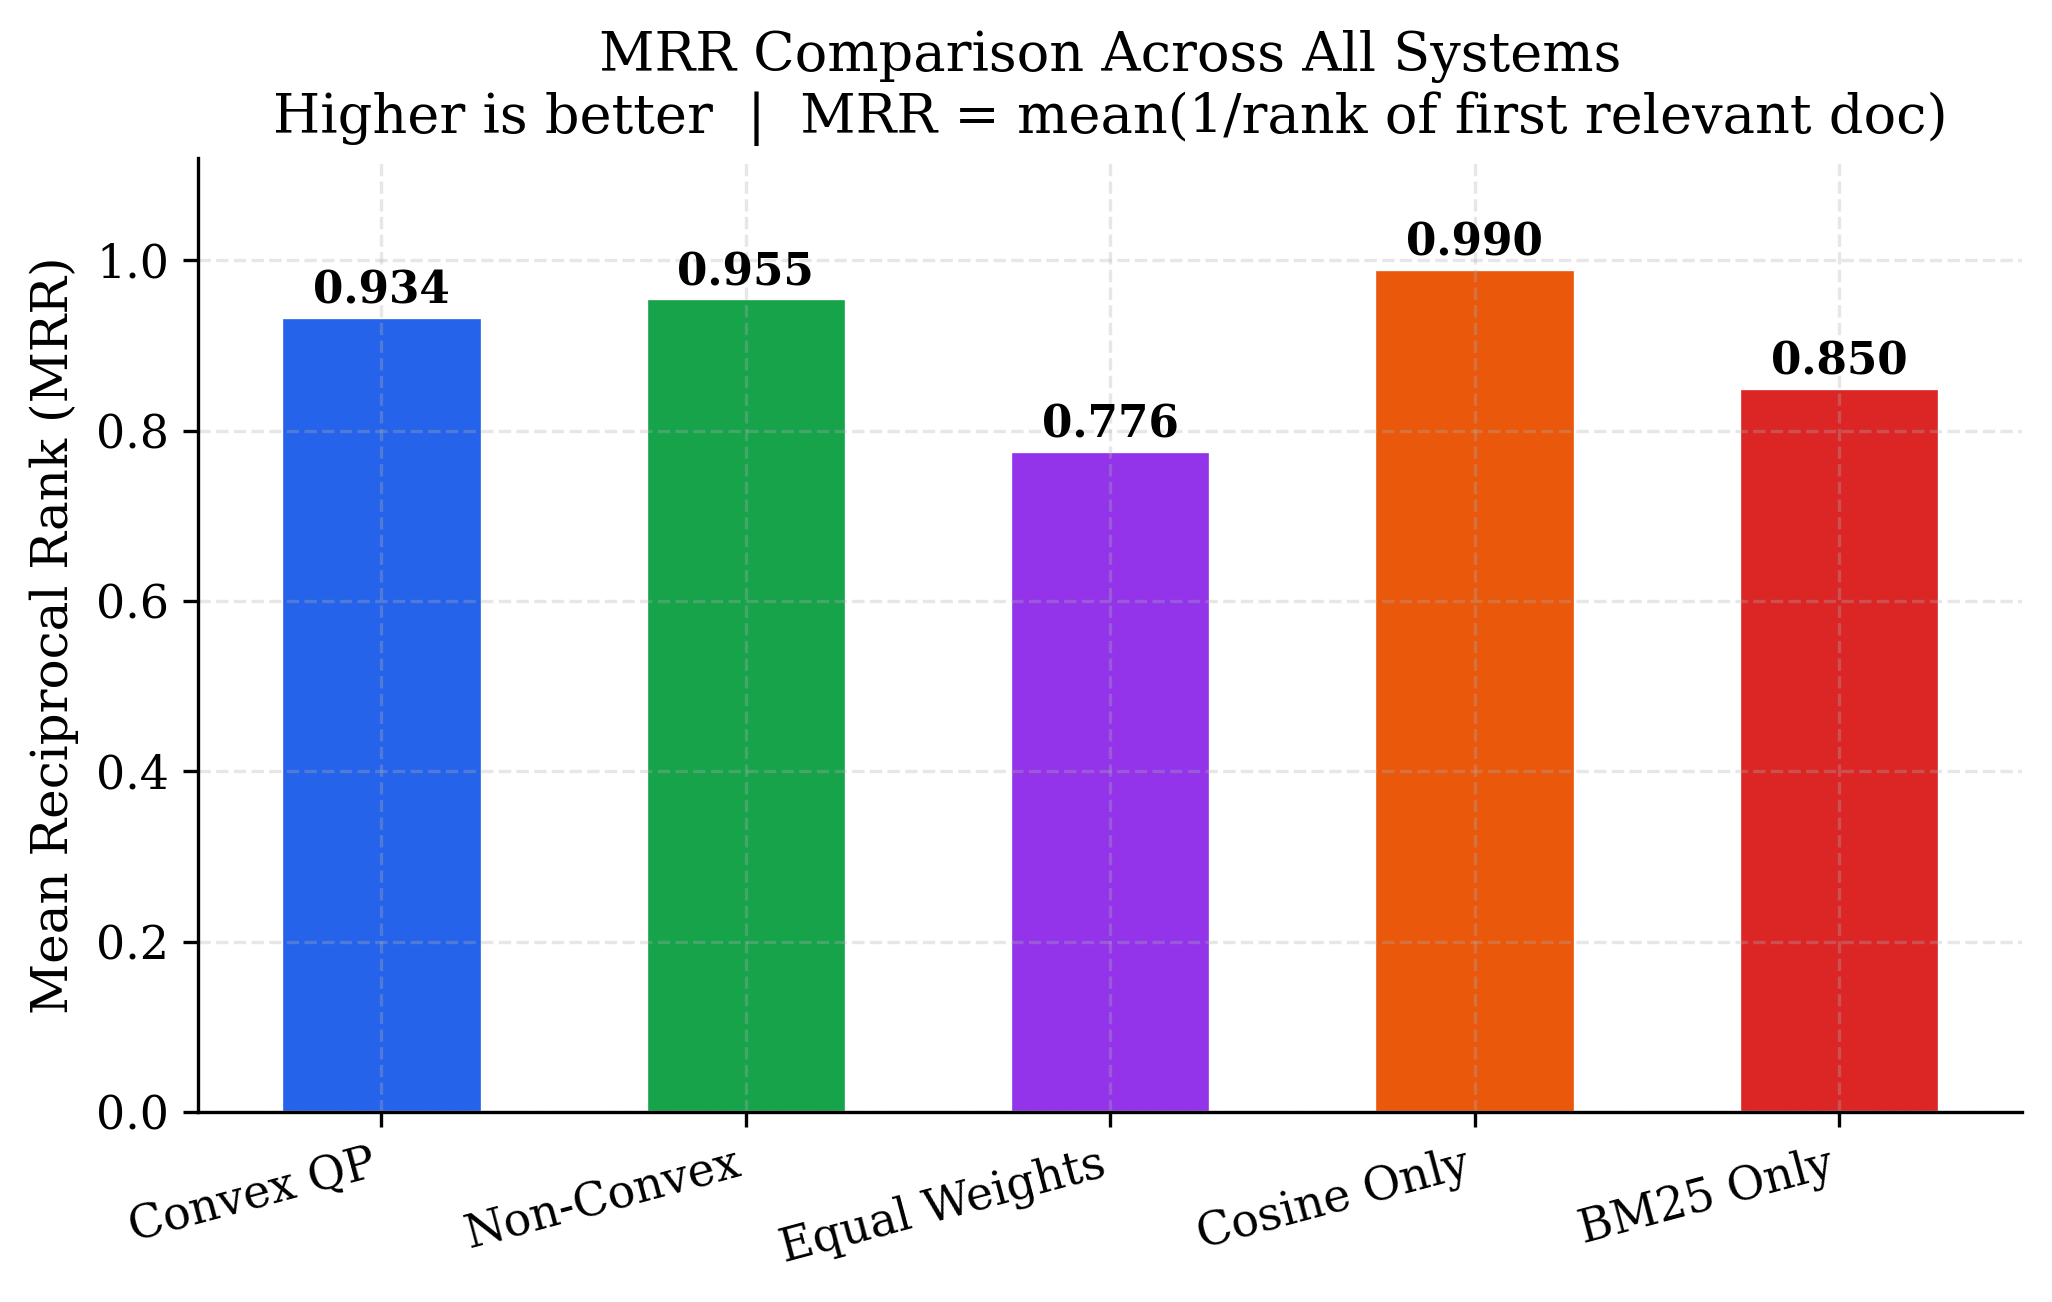 MRR Comparison Across All Systems
Higher is better | MRR = mean(1/rank of first relevant doc)
Mean Reciprocal Rank (MRR)
1.0
0.8
0.6
0.4
0.2
0.0
0.934
0.955
0.776
0.990
0.850
Convex QP
Non-Convex
Equal Weights
Cosine Only
BM25 Only